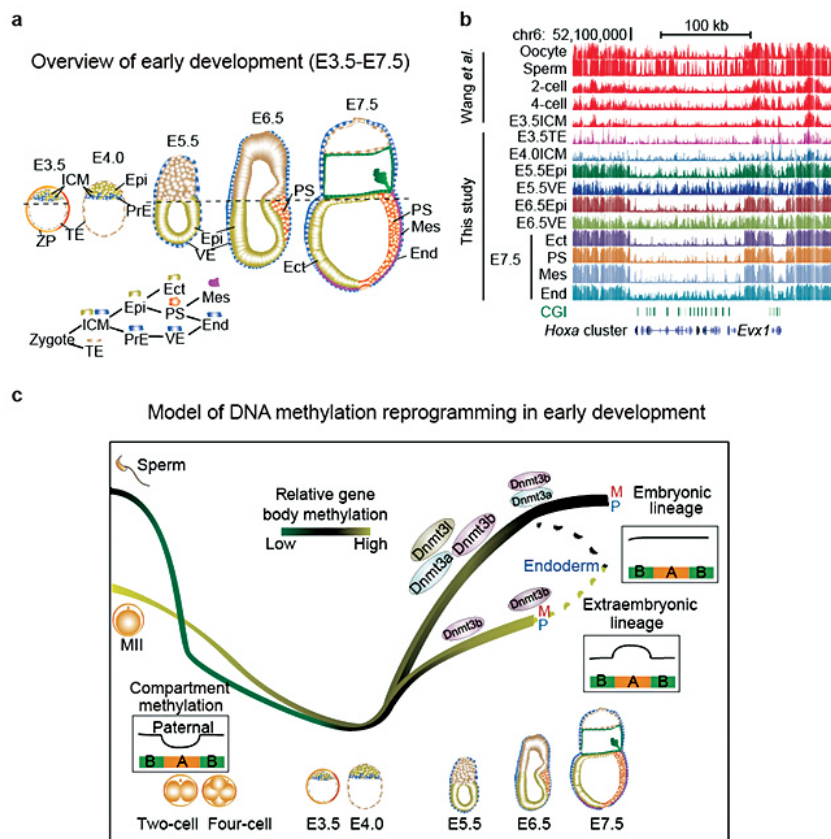 a
Overview of early development (E3.5-E7.5)
E3.5
E4.0
E5.5
E6.5
E7.5
ICM
Epi
PrE
ZP
TE
Epi
VE
PS
Ect
PS
Mes
End
Zygote
ICM
TE
Epi
PrE
Ect
PS
VE
Mes
End
b
chr6: 52,100,000
100 kb
Wang et al.
Oocyte
Sperm
2-cell
4-cell
E3.5ICM
This study
E3.5TE
E4.0ICM
E5.5Epi
E5.5VE
E6.5Epi
E6.5VE
E7.5
Ect
PS
Mes
End
CGI
Hoxa cluster
Evx1
c
Model of DNA methylation reprogramming in early development
Sperm
Relative gene
body methylation
Low
High
MII
Dnmt3l
Dnmt3b
Dnmt3a
Dnmt3b
Dnmt3a
M
P
Embryonic
lineage
B A B
Endoderm
Dnmt3b
Dnmt3b
M
P
Extraembryonic
lineage
B A B
Compartment
methylation
Paternal
B A B
Two-cell
Four-cell
E3.5
E4.0
E5.5
E6.5
E7.5